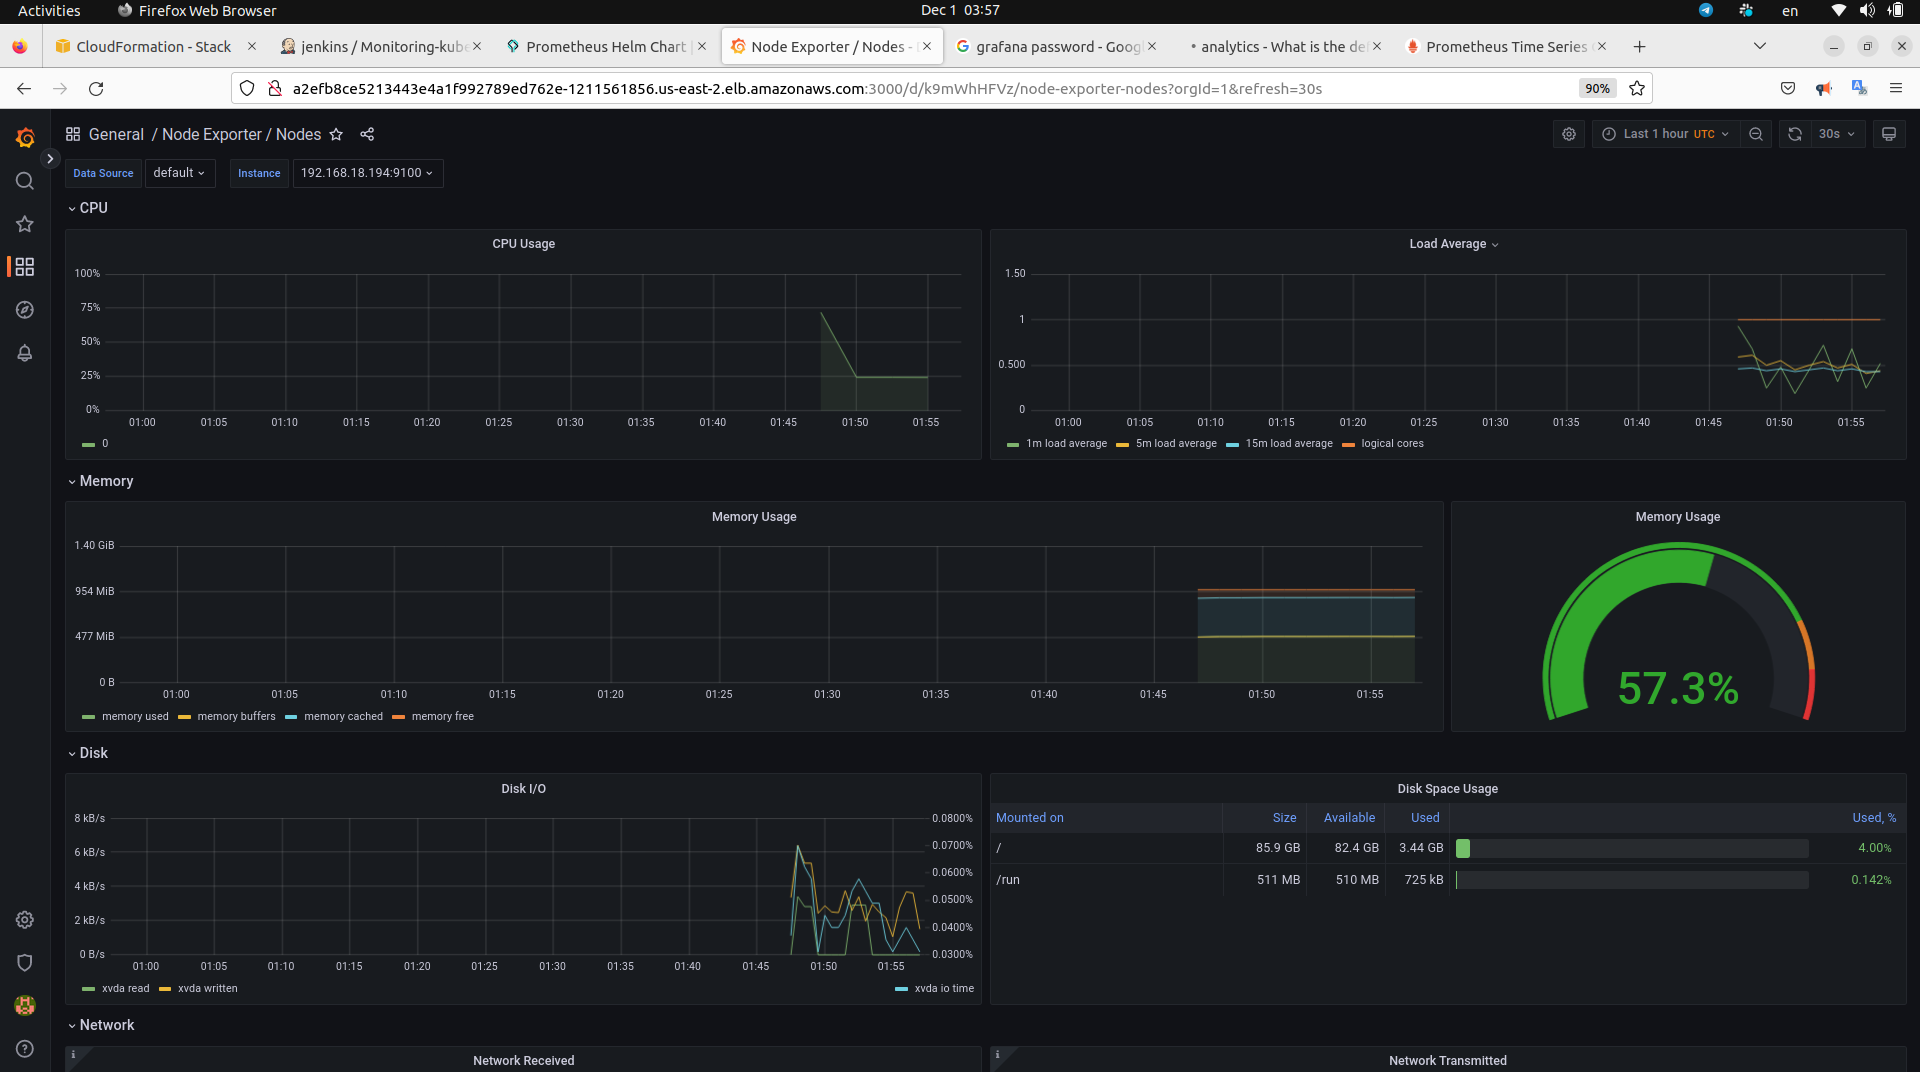 Activities
Firefox Web Browser
Dec 1 03:57
en
CloudFormation - Stack
jenkins / Monitoring-kube
Prometheus Helm Chart |
Node Exporter / Nodes -
grafana password - Goog
analytics - What is the de
Prometheus Time Series
a2efb8ce5213443e4a1f992789ed762e-1211561856.us-east-2.elb.amazonaws.com:3000/d/k9mWhHFVz/node-exporter-nodes?orgId=1&refresh=30s
90%
General / Node Exporter / Nodes
Last 1 hour UTC
30s
Data Source default
Instance 192.168.18.194:9100
CPU
CPU Usage
100%
75%
50%
25%
0%
01:00 01:05 01:10 01:15 01:20 01:25 01:30 01:35 01:40 01:45 01:50 01:55
0
Load Average
1.50
1
0.500
0
01:00 01:05 01:10 01:15 01:20 01:25 01:30 01:35 01:40 01:45 01:50 01:55
1m load average 5m load average 15m load average logical cores
Memory
Memory Usage
1.40 GiB
954 MiB
477 MiB
0 B
01:00 01:05 01:10 01:15 01:20 01:25 01:30 01:35 01:40 01:45 01:50 01:55
memory used memory buffers memory cached memory free
Memory Usage
57.3%
Disk
Disk I/O
8 kB/s
6 kB/s
4 kB/s
2 kB/s
0 B/s
0.0800%
0.0700%
0.0600%
0.0500%
0.0400%
0.0300%
01:00 01:05 01:10 01:15 01:20 01:25 01:30 01:35 01:40 01:45 01:50 01:55
xvda read xvda written xvda io time
Disk Space Usage
Mounted on Size Available Used Used, %
/ 85.9 GB 82.4 GB 3.44 GB 4.00%
/run 511 MB 510 MB 725 kB 0.142%
Network
Network Received
Network Transmitted